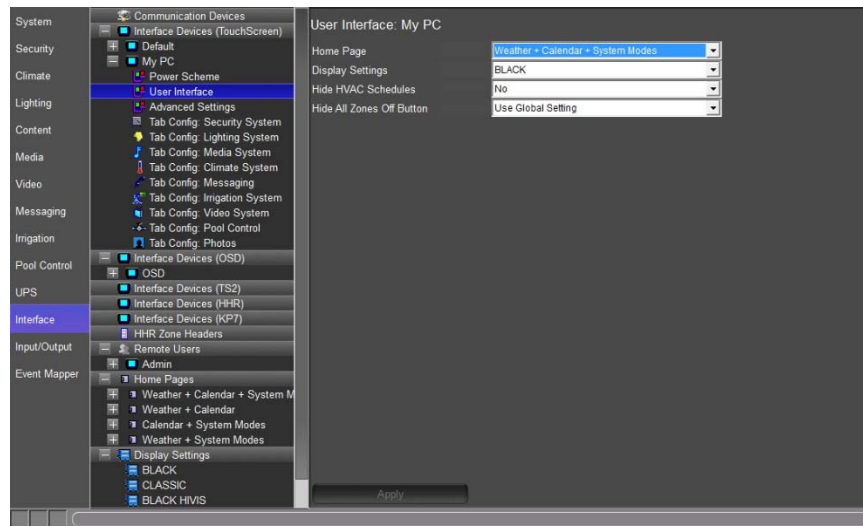 System
Security
Climate
Lighting
Content
Media
Video
Messaging
Irrigation
Pool Control
UPS
Interface
Input/Output
Event Mapper
Communication Devices
Interface Devices (TouchScreen)
Default
My PC
Power Scheme
User Interface
Advanced Settings
Tab Config: Security System
Tab Config: Lighting System
Tab Config: Media System
Tab Config: Climate System
Tab Config: Messaging
Tab Config: Irrigation System
Tab Config: Video System
Tab Config: Pool Control
Tab Config: Photos
Interface Devices (OSD)
OSD
Interface Devices (TS2)
Interface Devices (HHR)
Interface Devices (KP7)
HHR Zone Headers
Remote Users
Admin
Home Pages
Weather + Calendar + System M
Weather + Calendar
Calendar + System Modes
Weather + System Modes
Display Settings
BLACK
CLASSIC
BLACK HIVIS
User Interface: My PC
Home Page Weather + Calendar + System Modes
Display Settings BLACK
Hide HVAC Schedules No
Hide All Zones Off Button Use Global Setting
Apply